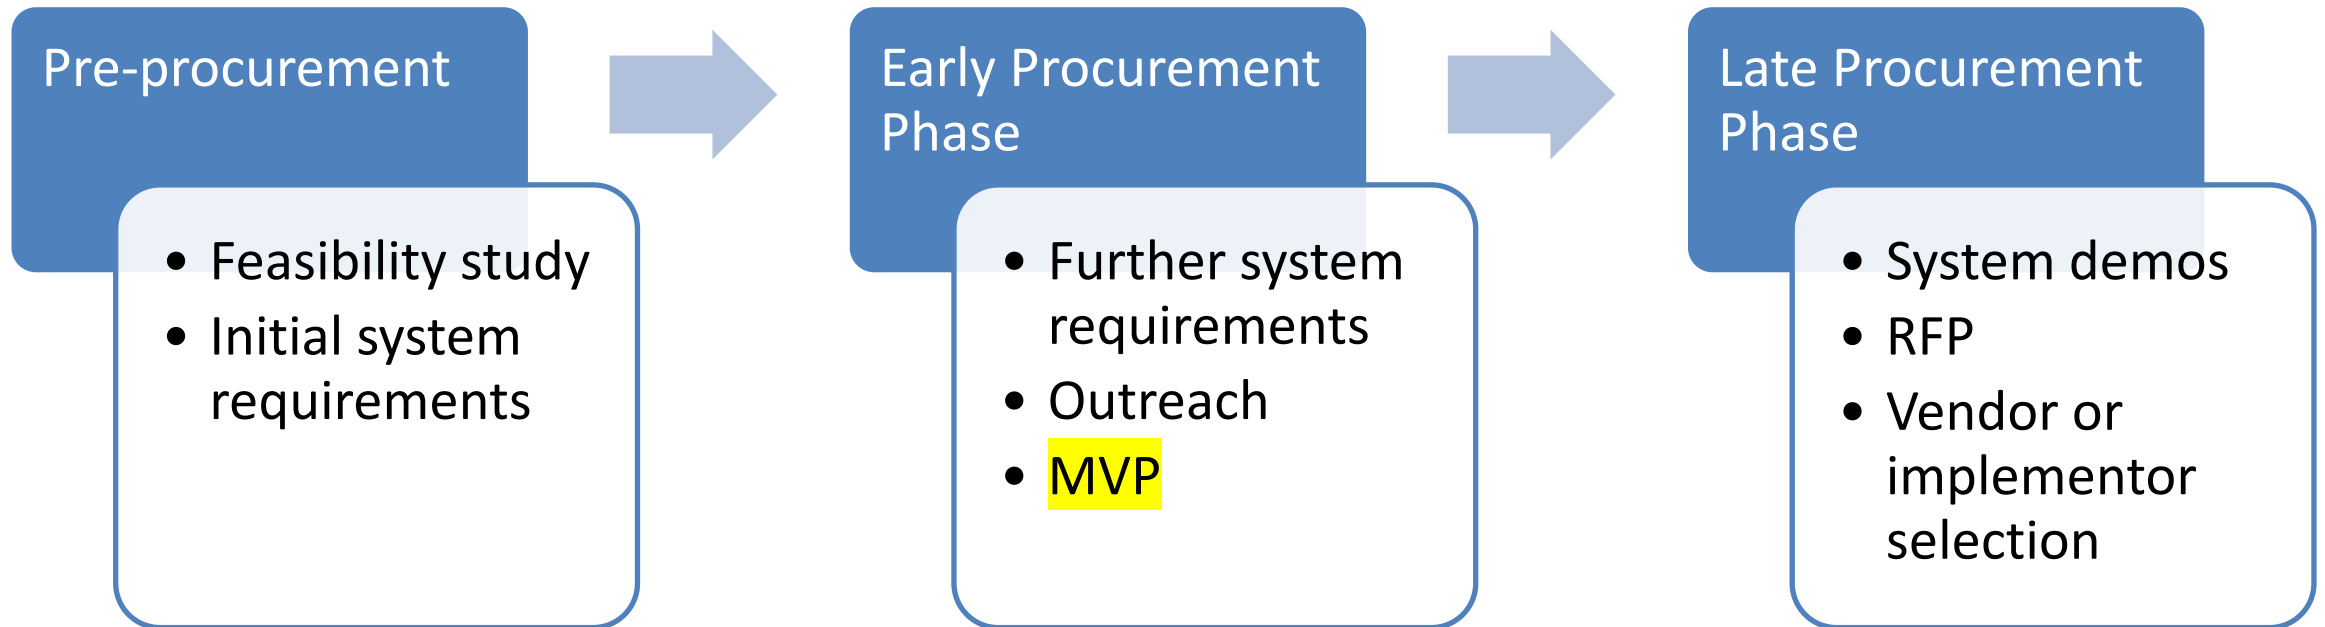 Pre-procurement
• Feasibility study
• Initial system
requirements
Early Procurement
Phase
• Further system
requirements
• Outreach
• MVP
Late Procurement
Phase
• System demos
• RFP
• Vendor or
implementor
selection